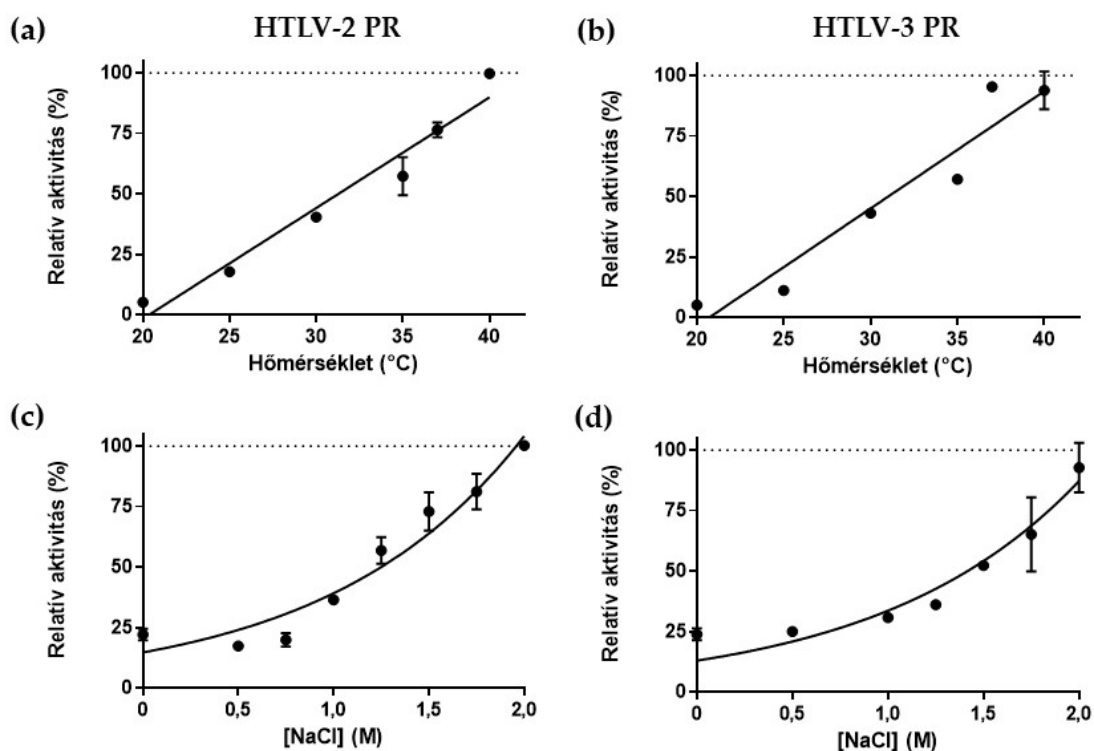 (a) HTLV-2 PR
100
75
50
25
0
Relatív aktivitás (%)
20 25 30 35 40
Hőmérséklet (°C)
(b) HTLV-3 PR
100
75
50
25
0
Relatív aktivitás (%)
20 25 30 35 40
Hőmérséklet (°C)
(c)
100
75
50
25
0
Relatív aktivitás (%)
0 0,5 1,0 1,5 2,0
[NaCl] (M)
(d)
100
75
50
25
0
Relatív aktivitás (%)
0 0,5 1,0 1,5 2,0
[NaCl] (M)